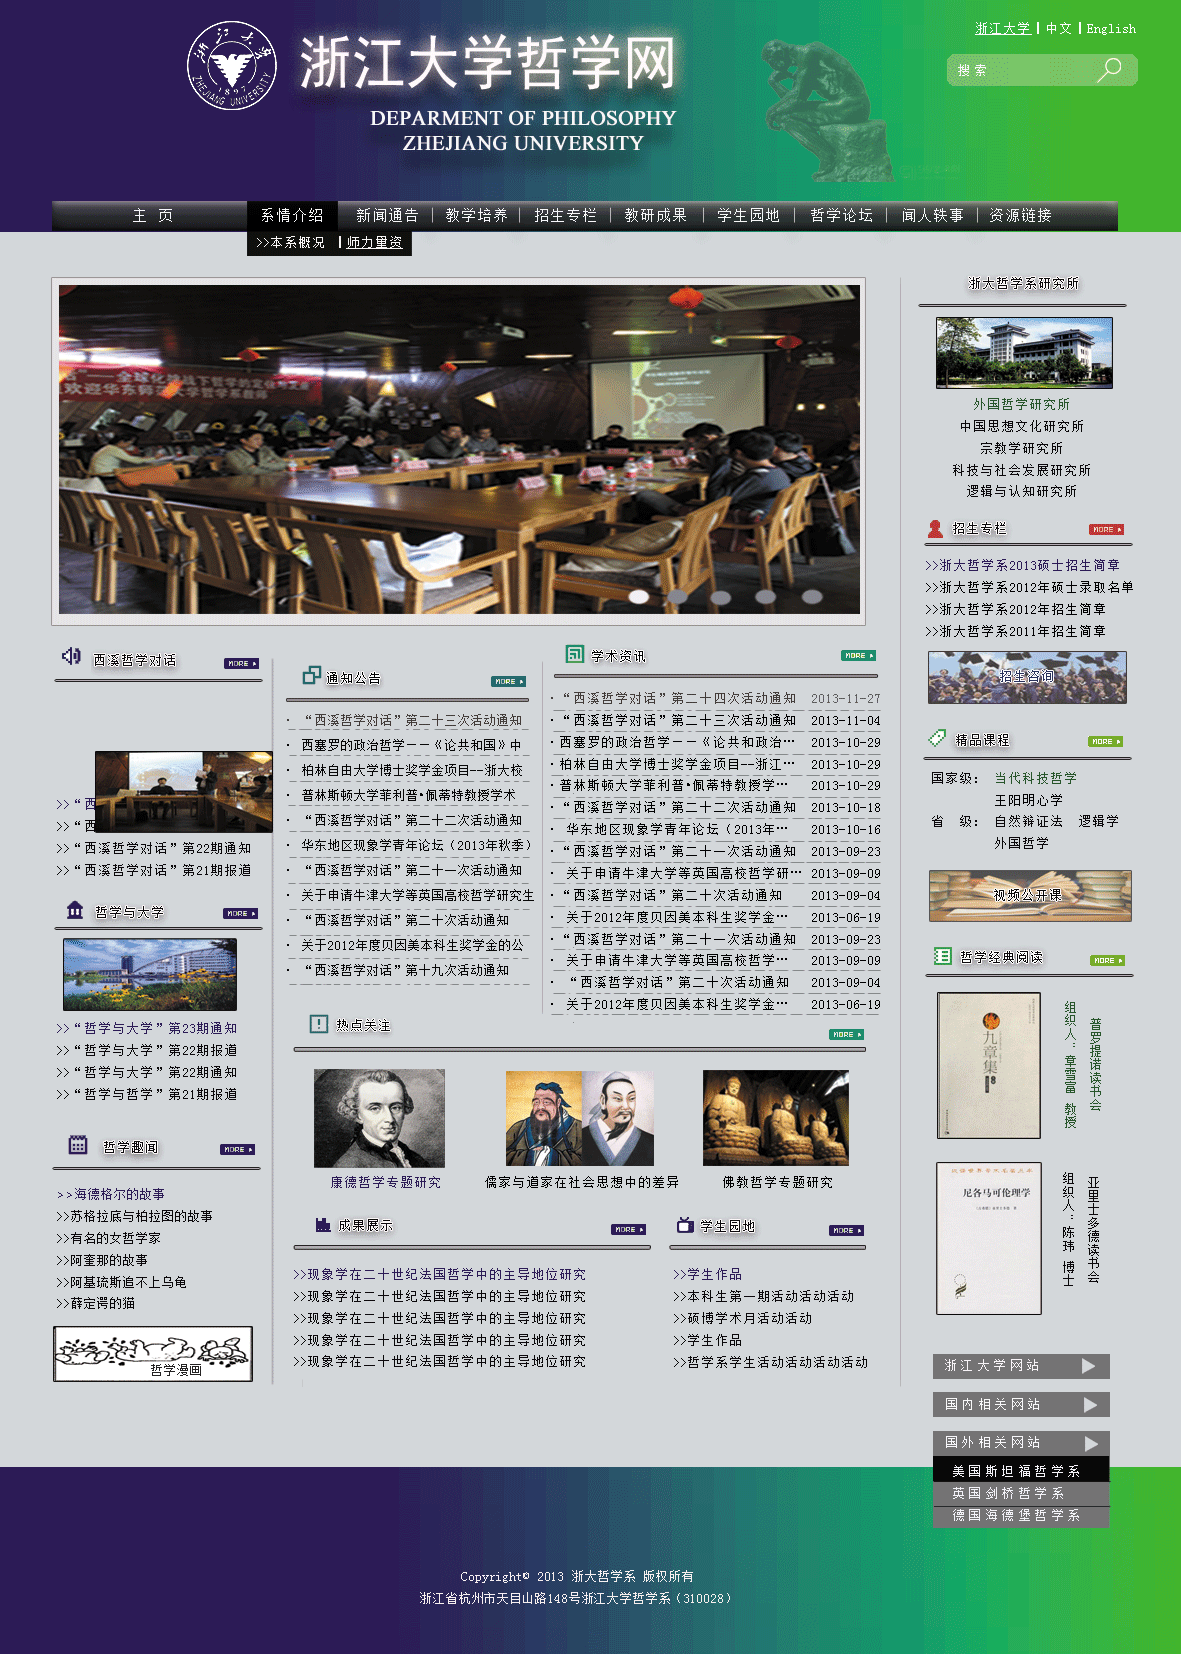 浙江大学 | 中文 | English
搜索
浙江大学
ZHEJIANG UNIVERSITY
1897
浙江大学哲学网
DEPARMENT OF PHILOSOPHY
ZHEJIANG UNIVERSITY
主 页 系情介绍 新闻通告 | 教学培养 | 招生专栏 | 教研成果 | 学生园地 | 哲学论坛 | 闻人轶事 | 资源链接
>>本系概况 | 师力量资
西溪哲学对话 MORE
>>“西
>>“西
>>“西溪哲学对话”第22期通知
>>“西溪哲学对话”第21期报道
哲学与大学 MORE
>>“哲学与大学”第23期通知
>>“哲学与大学”第22期报道
>>“哲学与大学”第22期通知
>>“哲学与哲学”第21期报道
哲学趣闻 MORE
>>海德格尔的故事
>>苏格拉底与柏拉图的故事
>>有名的女哲学家
>>阿奎那的故事
>>阿基琉斯追不上乌龟
>>薛定谔的猫
哲学漫画
通知公告 MORE
· “西溪哲学对话”第二十三次活动通知
· 西塞罗的政治哲学——《论共和国》中
· 柏林自由大学博士奖学金项目--浙大校
· 普林斯顿大学菲利普·佩蒂特教授学术
· “西溪哲学对话”第二十二次活动通知
· 华东地区现象学青年论坛（2013年秋季）
· “西溪哲学对话”第二十一次活动通知
· 关于申请牛津大学等英国高校哲学研究生
· “西溪哲学对话”第二十次活动通知
· 关于2012年度贝因美本科生奖学金的公
· “西溪哲学对话”第十九次活动通知
学术资讯 MORE
·“西溪哲学对话”第二十四次活动通知 2013-11-27
·“西溪哲学对话”第二十三次活动通知 2013-11-04
·西塞罗的政治哲学——《论共和政治… 2013-10-29
·柏林自由大学博士奖学金项目--浙江… 2013-10-29
·普林斯顿大学菲利普·佩蒂特教授学… 2013-10-29
·“西溪哲学对话”第二十二次活动通知 2013-10-18
· 华东地区现象学青年论坛（2013年… 2013-10-16
·“西溪哲学对话”第二十一次活动通知 2013-09-23
· 关于申请牛津大学等英国高校哲学研… 2013-09-09
·“西溪哲学对话”第二十次活动通知 2013-09-04
· 关于2012年度贝因美本科生奖学金… 2013-06-19
·“西溪哲学对话”第二十一次活动通知 2013-09-23
· 关于申请牛津大学等英国高校哲学… 2013-09-09
· “西溪哲学对话”第二十次活动通知 2013-09-04
· 关于2012年度贝因美本科生奖学金… 2013-06-19
热点关注 MORE
康德哲学专题研究
儒家与道家在社会思想中的差异
佛教哲学专题研究
成果展示 MORE
>>现象学在二十世纪法国哲学中的主导地位研究
>>现象学在二十世纪法国哲学中的主导地位研究
>>现象学在二十世纪法国哲学中的主导地位研究
>>现象学在二十世纪法国哲学中的主导地位研究
>>现象学在二十世纪法国哲学中的主导地位研究
学生园地 MORE
>>学生作品
>>本科生第一期活动活动活动
>>硕博学术月活动活动
>>学生作品
>>哲学系学生活动活动活动活动
浙大哲学系研究所
外国哲学研究所
中国思想文化研究所
宗教学研究所
科技与社会发展研究所
逻辑与认知研究所
招生专栏 MORE
>>浙大哲学系2013硕士招生简章
>>浙大哲学系2012年硕士录取名单
>>浙大哲学系2012年招生简章
>>浙大哲学系2011年招生简章
招生咨询
精品课程 MORE
国家级： 当代科技哲学
王阳明心学
省 级： 自然辩证法 逻辑学
外国哲学
视频公开课
哲学经典阅读 MORE
九章集
普罗提诺读书会
组织人：章雪富 教授
尼各马可伦理学
亚里士多德读书会
组织人：陈玮 博士
浙江大学网站
国内相关网站
国外相关网站
美国斯坦福哲学系
英国剑桥哲学系
德国海德堡哲学系
Copyright© 2013 浙大哲学系 版权所有
浙江省杭州市天目山路148号浙江大学哲学系（310028）